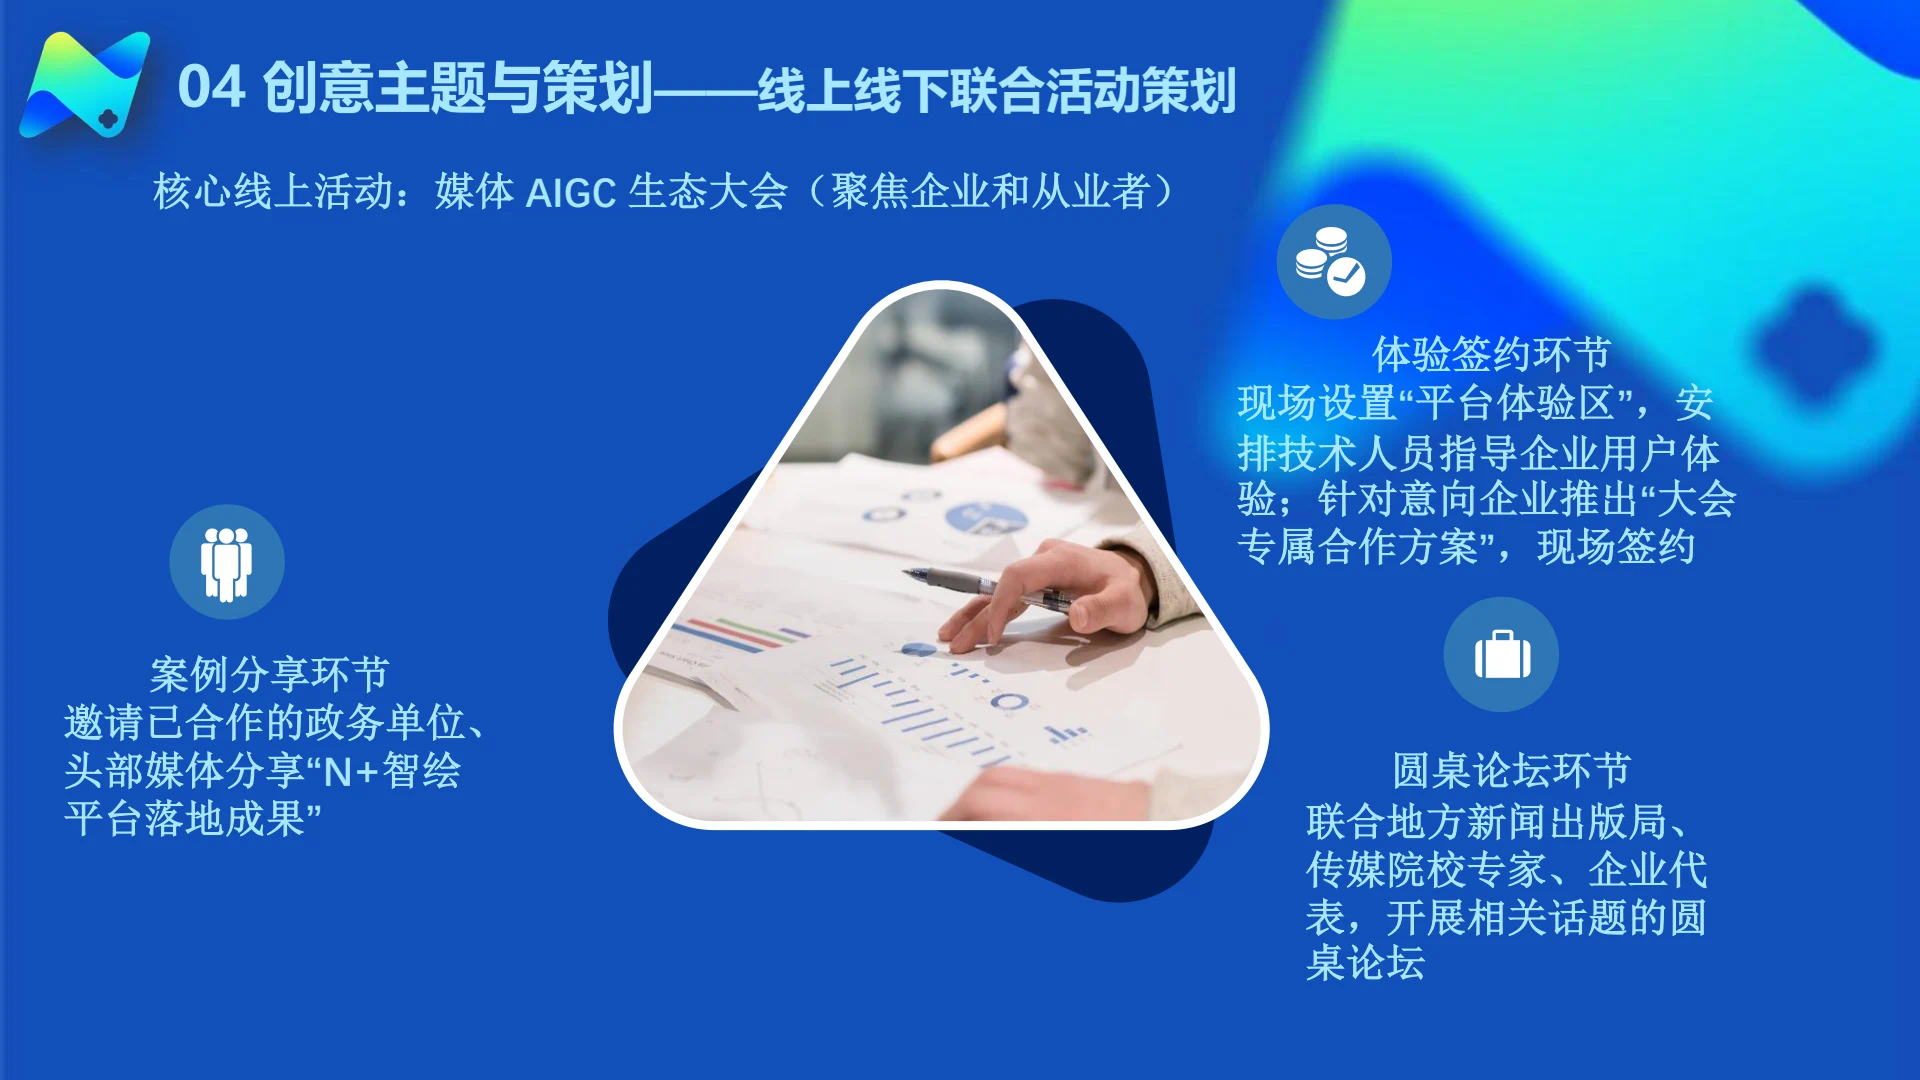 04 创意主题与策划——线上线下联合活动策划
核心线上活动：媒体 AIGC 生态大会（聚焦企业和从业者）
体验签约环节
现场设置“平台体验区”，安
排技术人员指导企业用户体
验；针对意向企业推出“大会
专属合作方案”，现场签约
案例分享环节
邀请已合作的政务单位、
头部媒体分享“N+智绘
平台落地成果”
圆桌论坛环节
联合地方新闻出版局、
传媒院校专家、企业代
表，开展相关话题的圆
桌论坛